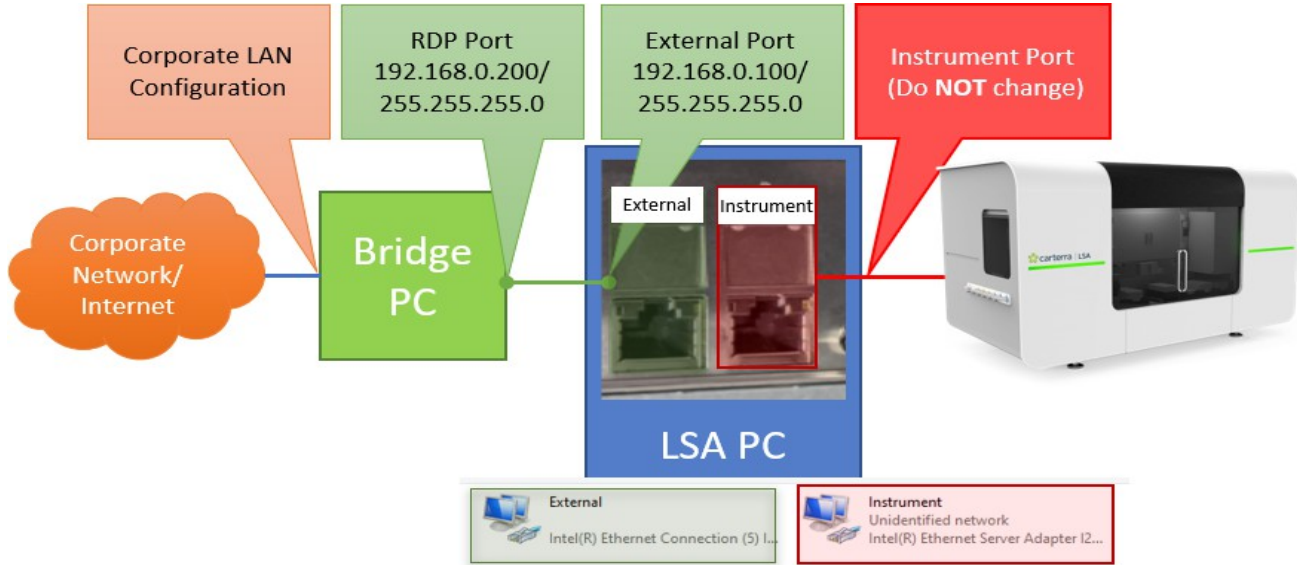 Corporate LAN
Configuration
RDP Port
192.168.0.200/
255.255.255.0
External Port
192.168.0.100/
255.255.255.0
Instrument Port
(Do NOT change)
Corporate
Network/
Internet
Bridge
PC
External
Instrument
carterra | LSA
LSA PC
External
Intel(R) Ethernet Connection (5) I...
Instrument
Unidentified network
Intel(R) Ethernet Server Adapter I2...